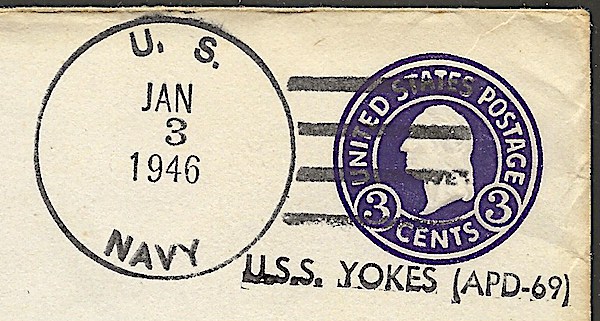 U. S.
JAN
3
1946
NAVY
UNITED STATES POSTAGE
3 CENTS 3
U.S.S. YOKES (APD-69)